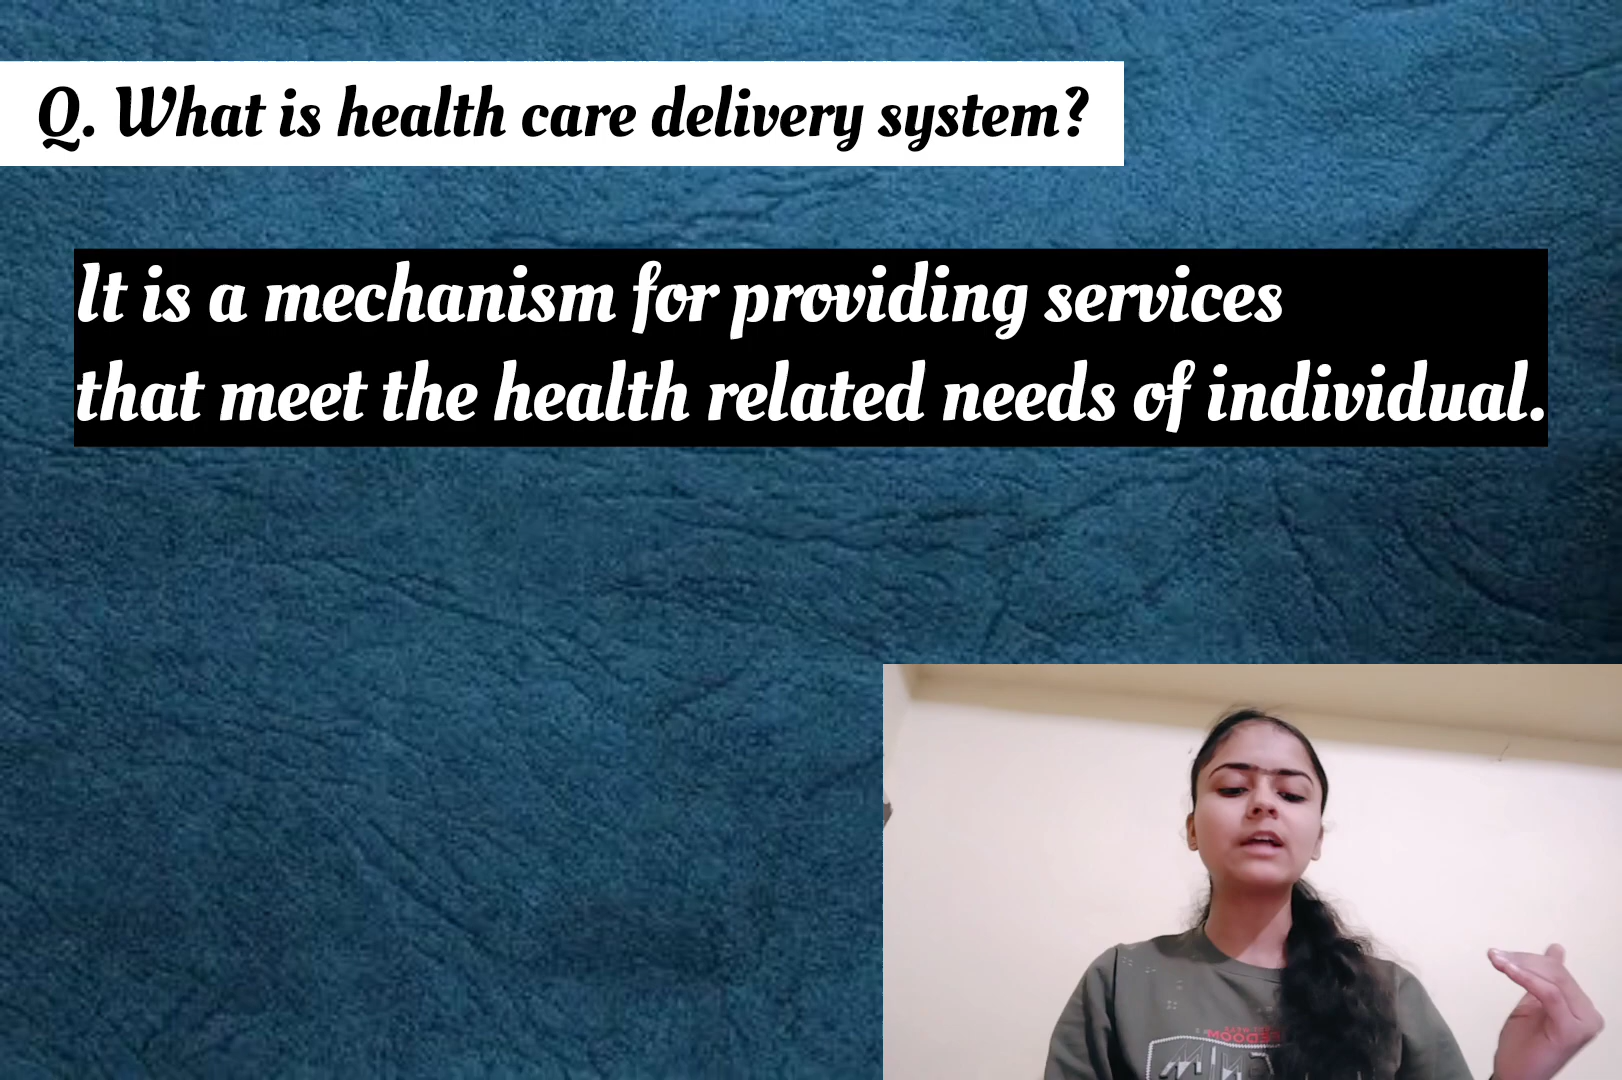 Q. What is health care delivery system?
It is a mechanism for providing services
that meet the health related needs of individual.